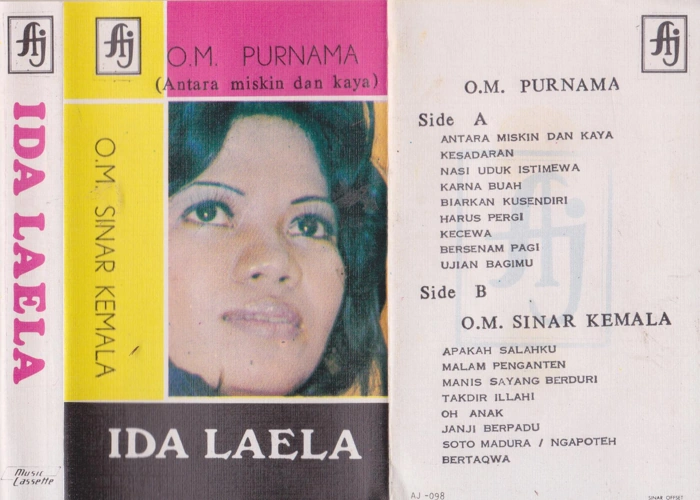 AJ
IDA LAELA
Music
Cassette
AJ
O.M. PURNAMA
(Antara miskin dan kaya)
O.M. SINAR KEMALA
IDA LAELA
AJ
O.M. PURNAMA
Side A
ANTARA MISKIN DAN KAYA
KESADARAN
NASI UDUK ISTIMEWA
KARNA BUAH
BIARKAN KUSENDIRI
HARUS PERGI
KECEWA
BERSENAM PAGI
UJIAN BAGIMU
Side B
O.M. SINAR KEMALA
APAKAH SALAHKU
MALAM PENGANTEN
MANIS SAYANG BERDURI
TAKDIR ILLAHI
OH ANAK
JANJI BERPADU
SOTO MADURA / NGAPOTEH
BERTAQWA
AJ -098
SINAR OFFSET